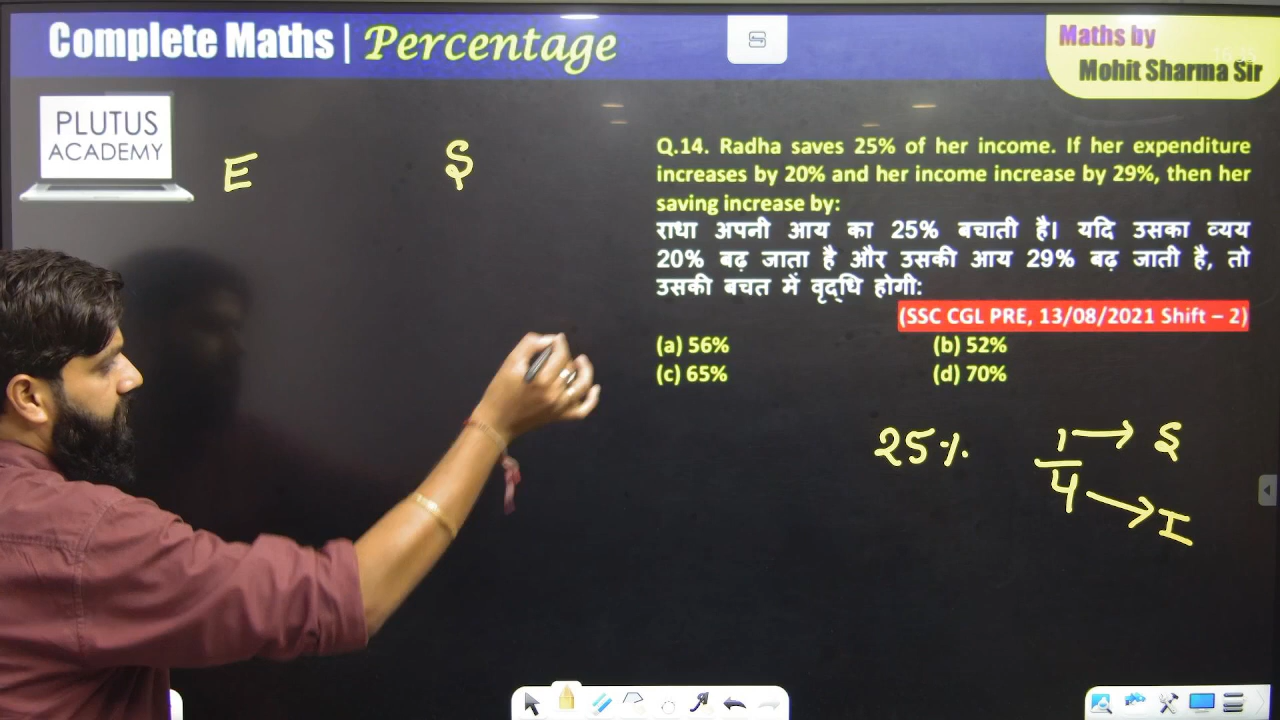 Complete Maths | Percentage
Maths by
Mohit Sharma Sir
PLUTUS
ACADEMY
E S
Q.14. Radha saves 25% of her income. If her expenditure
increases by 20% and her income increase by 29%, then her
saving increase by:
राधा अपनी आय का 25% बचाती है। यदि उसका व्यय
20% बढ़ जाता है और उसकी आय 29% बढ़ जाती है, तो
उसकी बचत में वृद्धि होगी:
(SSC CGL PRE, 13/08/2021 Shift – 2)
(a) 56% (b) 52%
(c) 65% (d) 70%
25% 1 → S
4 → I